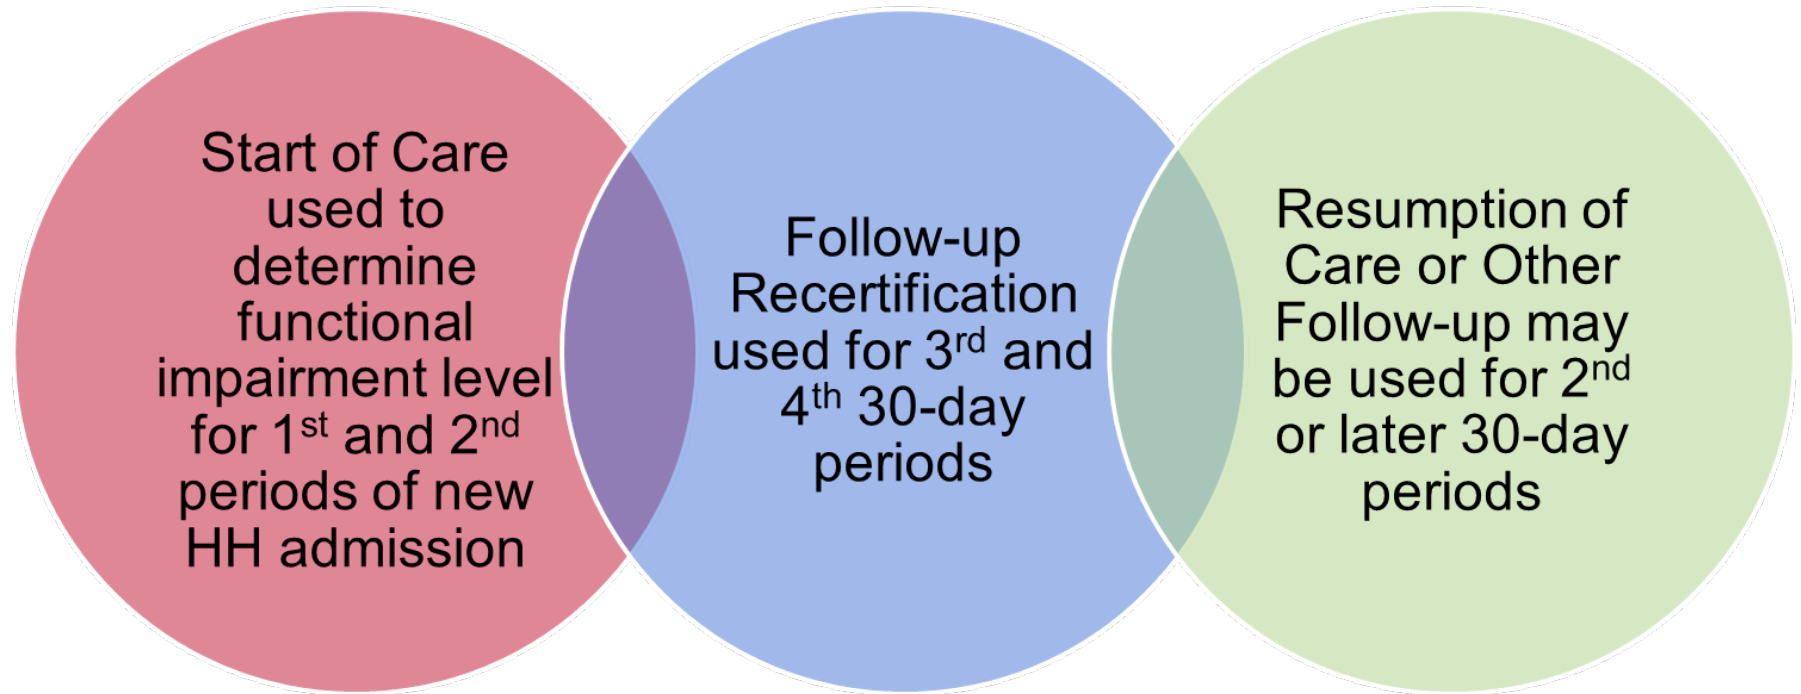 Start of Care
used to
determine
functional
impairment level
for 1st and 2nd
periods of new
HH admission
Follow-up
Recertification
used for 3rd and
4th 30-day
periods
Resumption of
Care or Other
Follow-up may
be used for 2nd
or later 30-day
periods